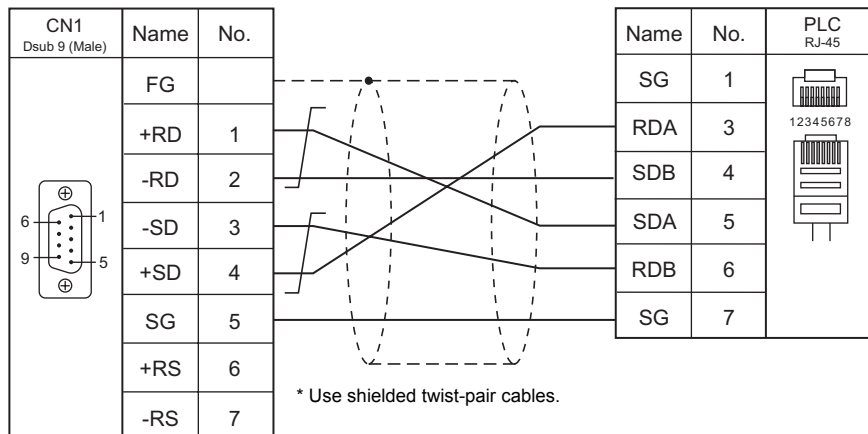 CN1
Dsub 9 (Male)
Name No.
FG
+RD 1
-RD 2
-SD 3
+SD 4
SG 5
+RS 6
-RS 7
6
1
9
5
Name No. PLC
RJ-45
SG 1
RDA 3
SDB 4
SDA 5
RDB 6
SG 7
12345678
* Use shielded twist-pair cables.